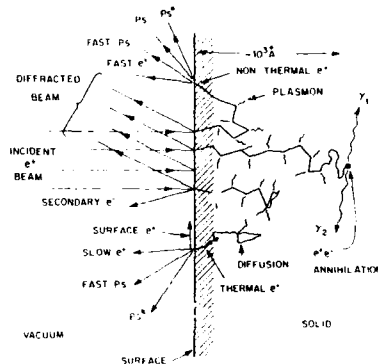 Ps
Ps*
FAST Ps
FAST e⁺
~10³Å
NON THERMAL e⁺
PLASMON
DIFFRACTED
BEAM
γ₁
INCIDENT
e⁺
BEAM
SECONDARY e⁻
SURFACE e⁺
SLOW e⁺
FAST Ps
Ps⁻
DIFFUSION
THERMAL e⁺
γ₂
e⁺e⁻
ANNIHILATION
VACUUM
SOLID
SURFACE